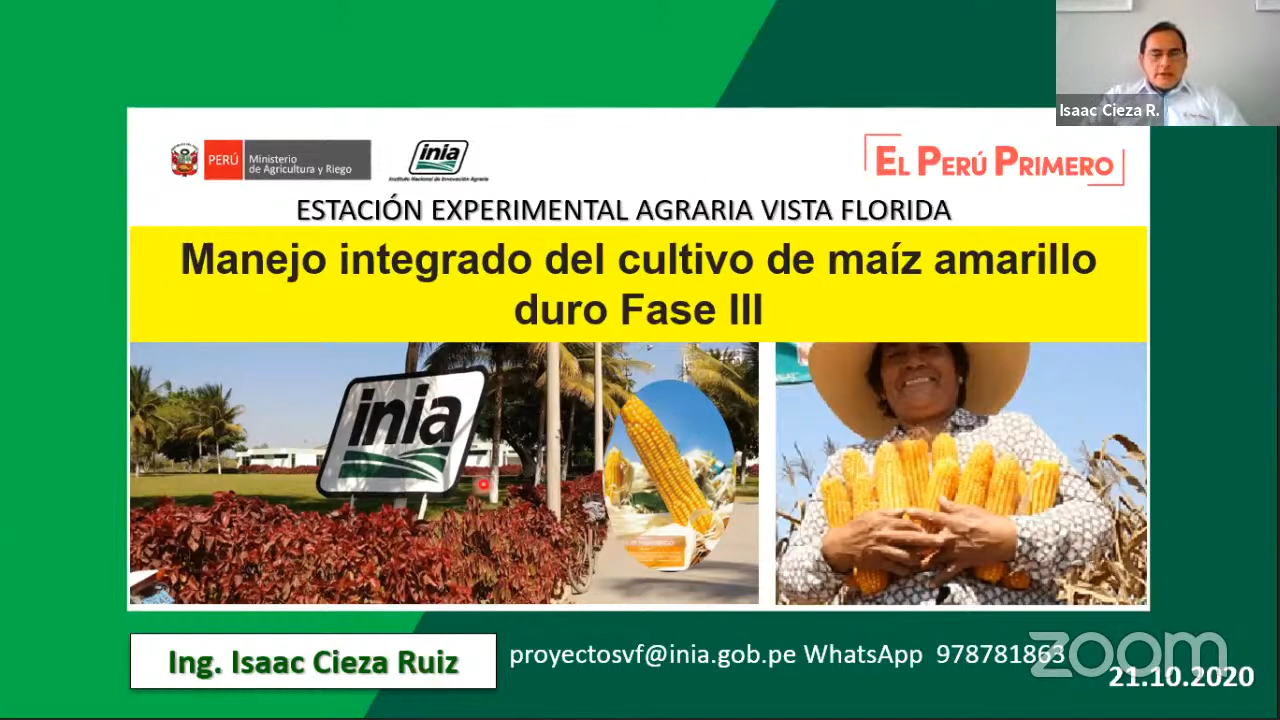 Isaac Cieza R.
PERÚ
Ministerio
de Agricultura y Riego
inia
Instituto Nacional de Innovación Agraria
EL PERÚ PRIMERO
ESTACIÓN EXPERIMENTAL AGRARIA VISTA FLORIDA
Manejo integrado del cultivo de maíz amarillo
duro Fase III
inia
Ing. Isaac Cieza Ruiz
proyectosvf@inia.gob.pe WhatsApp 978781863
zoom
21.10.2020